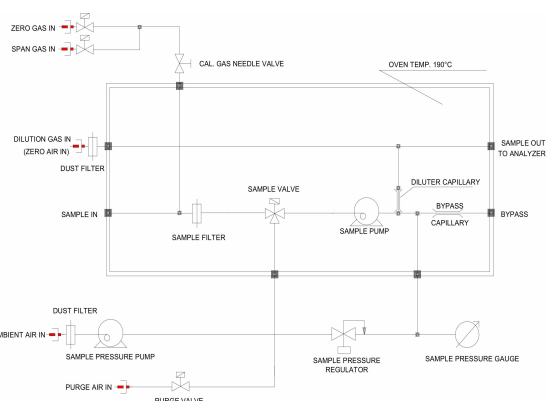 ZERO GAS IN
SPAN GAS IN
CAL. GAS NEEDLE VALVE
OVEN TEMP. 190°C
DILUTION GAS IN
(ZERO AIR IN)
SAMPLE OUT
TO ANALYZER
DUST FILTER
DILUTER CAPILLARY
SAMPLE VALVE
BYPASS
CAPILLARY
SAMPLE IN
BYPASS
SAMPLE PUMP
SAMPLE FILTER
DUST FILTER
MBIENT AIR IN
SAMPLE PRESSURE PUMP
SAMPLE PRESSURE
REGULATOR
SAMPLE PRESSURE GAUGE
PURGE AIR IN
PURGE VALVE